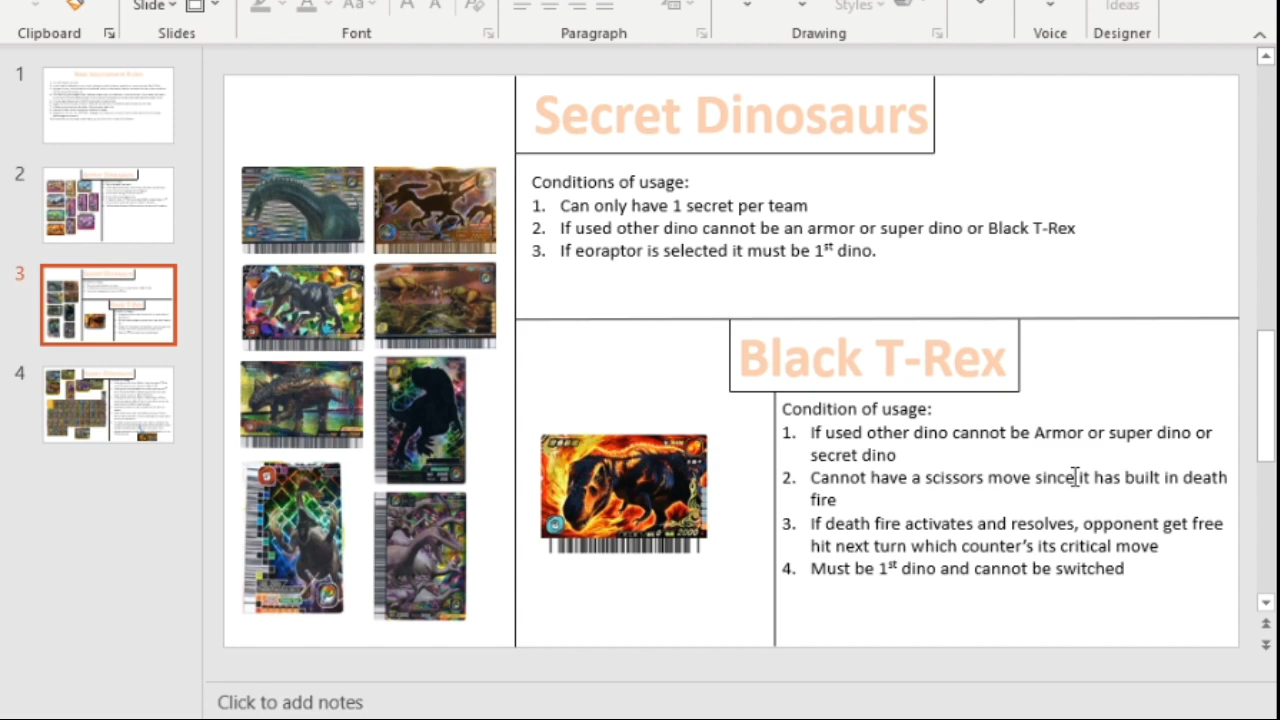 Slide
Styles
Ideas
Clipboard
Slides
Font
Paragraph
Drawing
Voice
Designer
1
2
3
4
Secret Dinosaurs
Conditions of usage:
1. Can only have 1 secret per team
2. If used other dino cannot be an armor or super dino or Black T-Rex
3. If eoraptor is selected it must be 1st dino.
Black T-Rex
Condition of usage:
1. If used other dino cannot be Armor or super dino or
secret dino
2. Cannot have a scissors move since it has built in death
fire
3. If death fire activates and resolves, opponent get free
hit next turn which counter’s its critical move
4. Must be 1st dino and cannot be switched
2000
Click to add notes